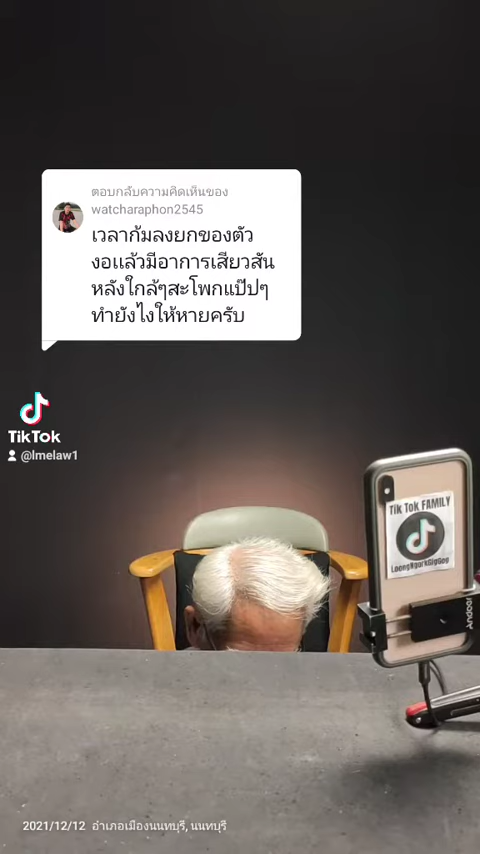 ตอบกลับความคิดเห็นของ
watcharaphon2545
เวลาก้มลงยกของตัว
งอแล้วมีอาการเสียวสัน
หลังใกล้ๆสะโพกแป๊ปๆ
ทำยังไงให้หายครับ
TikTok
@lmelaw1
Tik Tok FAMILY
LoongNgurkGigGog
2021/12/12 อำเภอเมืองนนทบุรี, นนทบุรี